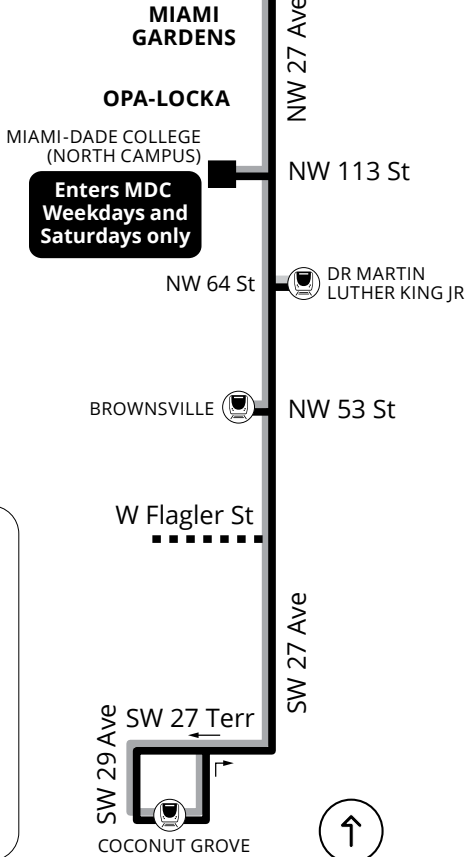 MIAMI
GARDENS
NW 27 Ave
OPA-LOCKA
MIAMI-DADE COLLEGE
(NORTH CAMPUS)
NW 113 St
Enters MDC
Weekdays and
Saturdays only
NW 64 St
DR MARTIN
LUTHER KING JR
BROWNSVILLE
NW 53 St
W Flagler St
SW 27 Ave
SW 27 Terr
SW 29 Ave
COCONUT GROVE